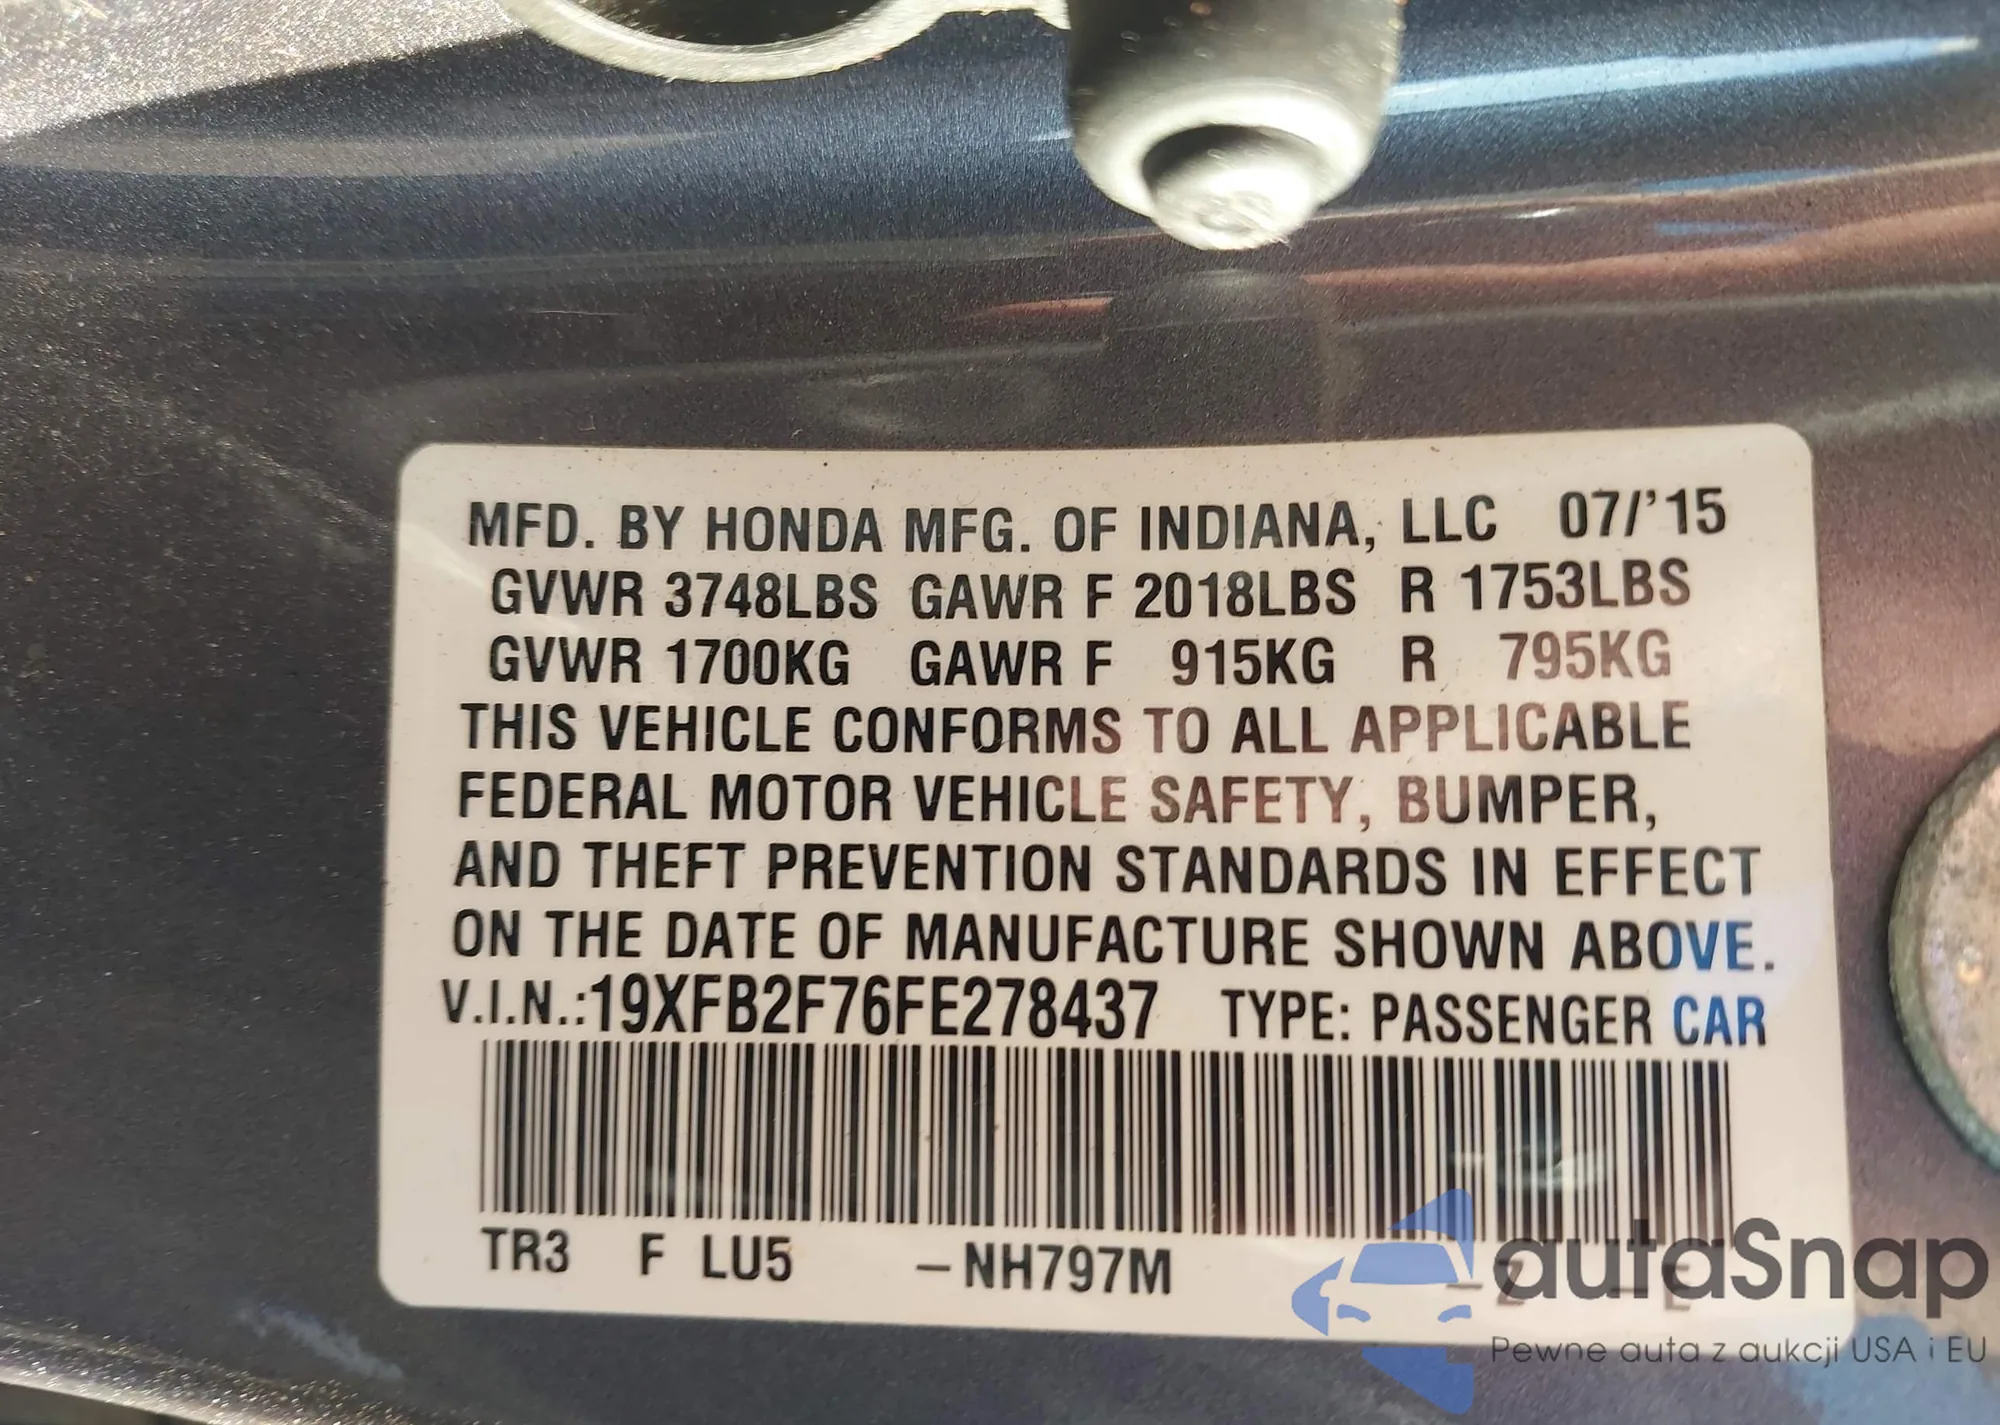 MFD. BY HONDA MFG. OF INDIANA, LLC 07/'15
GVWR 3748LBS GAWR F 2018LBS R 1753LBS
GVWR 1700KG GAWR F 915KG R 795KG
THIS VEHICLE CONFORMS TO ALL APPLICABLE
FEDERAL MOTOR VEHICLE SAFETY, BUMPER,
AND THEFT PREVENTION STANDARDS IN EFFECT
ON THE DATE OF MANUFACTURE SHOWN ABOVE.
V.I.N.:19XFB2F76FE278437 TYPE: PASSENGER CAR
TR3 F LU5 –NH797M –Z –E
autaSnap
Pewne auta z aukcji USA i EU